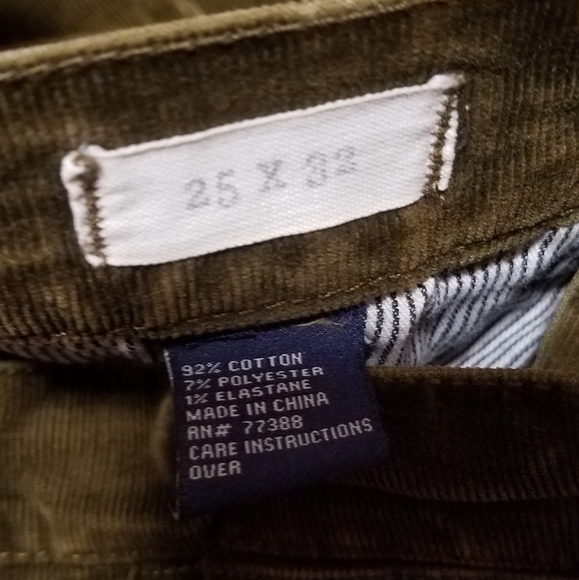 25 X 32
92% COTTON
7% POLYESTER
1% ELASTANE
MADE IN CHINA
RN# 77388
CARE INSTRUCTIONS
OVER